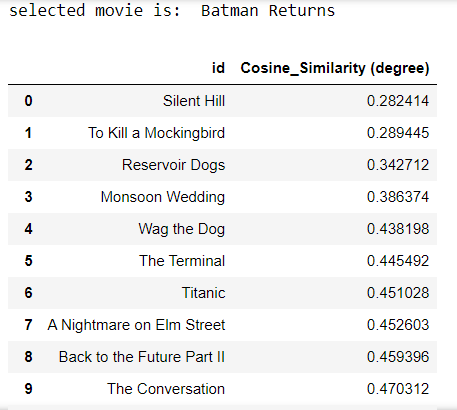 selected movie is: Batman Returns
id Cosine_Similarity (degree)
0 Silent Hill 0.282414
1 To Kill a Mockingbird 0.289445
2 Reservoir Dogs 0.342712
3 Monsoon Wedding 0.386374
4 Wag the Dog 0.438198
5 The Terminal 0.445492
6 Titanic 0.451028
7 A Nightmare on Elm Street 0.452603
8 Back to the Future Part II 0.459396
9 The Conversation 0.470312